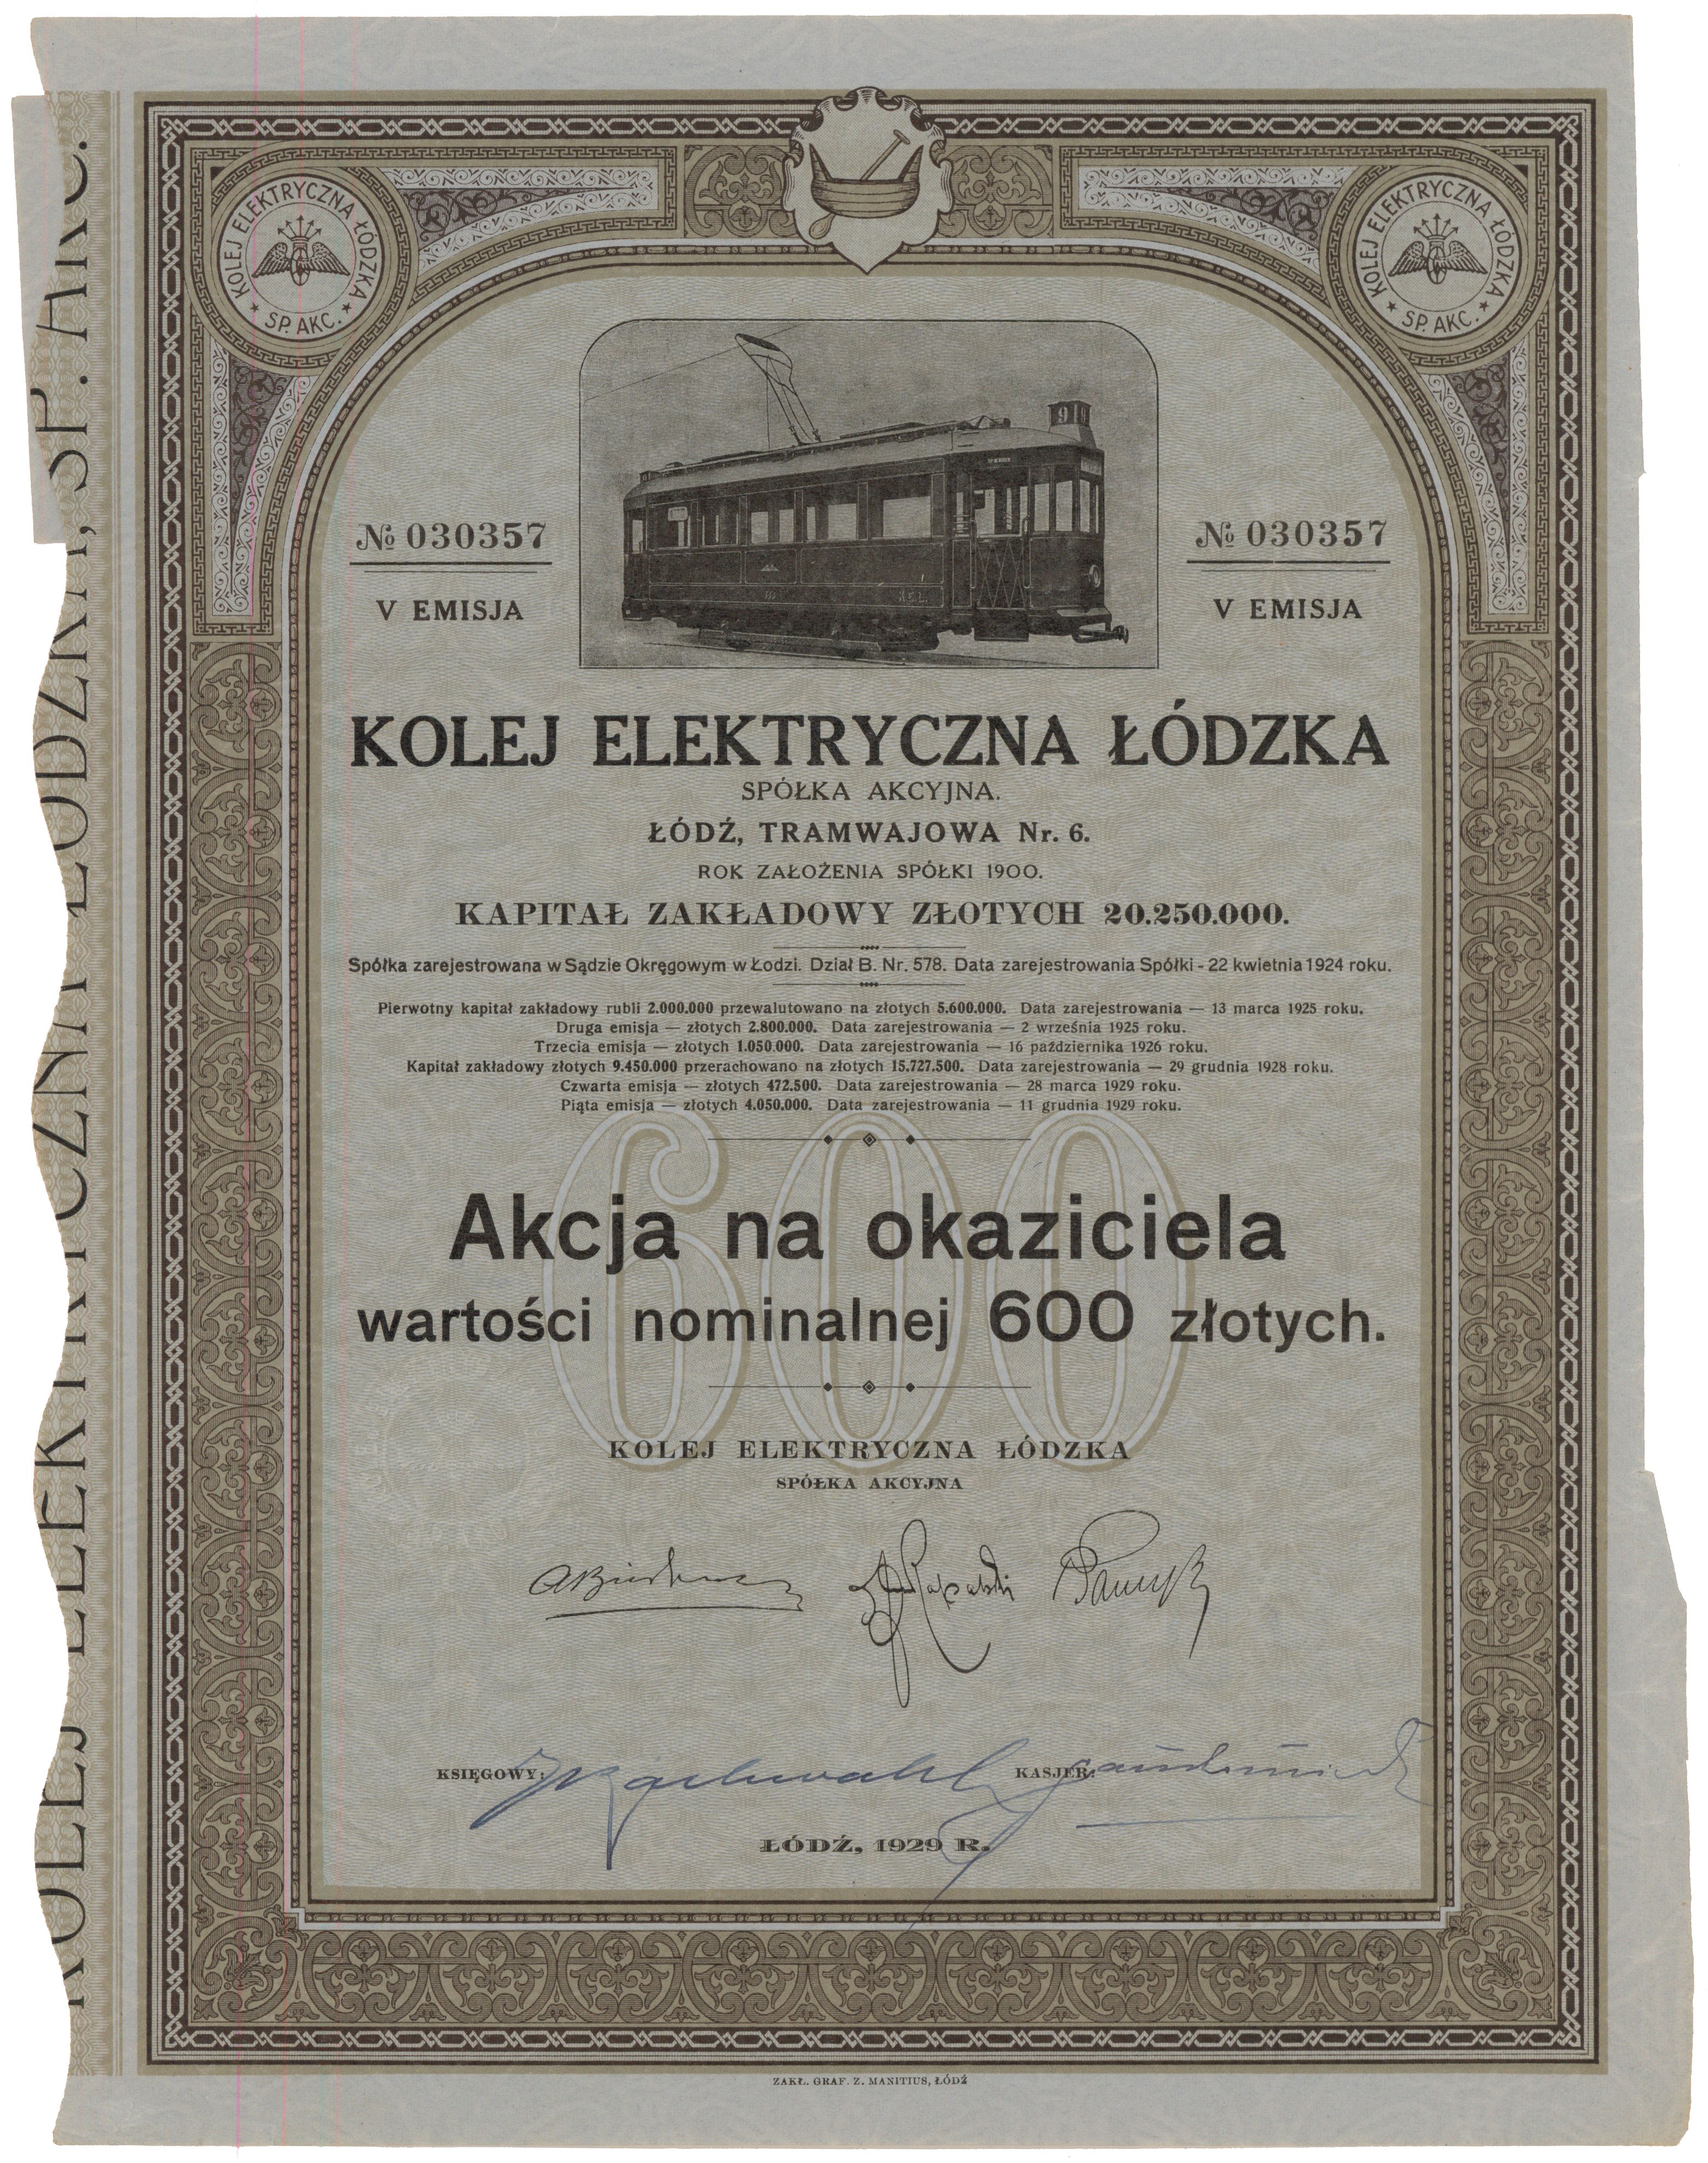 KOLEJ ELEKTRYCZNA ŁÓDZKA
SP. AKC.
KOLEJ ELEKTRYCZNA ŁÓDZKA
SP. AKC.
KOLEJ ELEKTRYCZNA ŁÓDZKA, SP. AKC.
9
№ 030357
V EMISJA
№ 030357
V EMISJA
KOLEJ ELEKTRYCZNA ŁÓDZKA
SPÓŁKA AKCYJNA.
ŁÓDŹ, TRAMWAJOWA Nr. 6.
ROK ZAŁOŻENIA SPÓŁKI 1900.
KAPITAŁ ZAKŁADOWY ZŁOTYCH 20.250.000.
Spółka zarejestrowana w Sądzie Okręgowym w Łodzi. Dział B. Nr. 578. Data zarejestrowania Spółki - 22 kwietnia 1924 roku.
Pierwotny kapitał zakładowy rubli 2.000.000 przewalutowano na złotych 5.600.000. Data zarejestrowania — 13 marca 1925 roku.
Druga emisja — złotych 2.800.000. Data zarejestrowania — 2 września 1925 roku.
Trzecia emisja — złotych 1.050.000. Data zarejestrowania — 16 października 1926 roku.
Kapitał zakładowy złotych 9.450.000 przerachowano na złotych 15.727.500. Data zarejestrowania — 29 grudnia 1928 roku.
Czwarta emisja — złotych 472.500. Data zarejestrowania — 28 marca 1929 roku.
Piąta emisja — złotych 4.050.000. Data zarejestrowania — 11 grudnia 1929 roku.
600
Akcja na okaziciela
wartości nominalnej 600 złotych.
KOLEJ ELEKTRYCZNA ŁÓDZKA
SPÓŁKA AKCYJNA
KSIĘGOWY: KASJER:
ŁÓDŹ, 1929 R.
ZAKŁ. GRAF. Z. MANITIUS, ŁÓDŹ